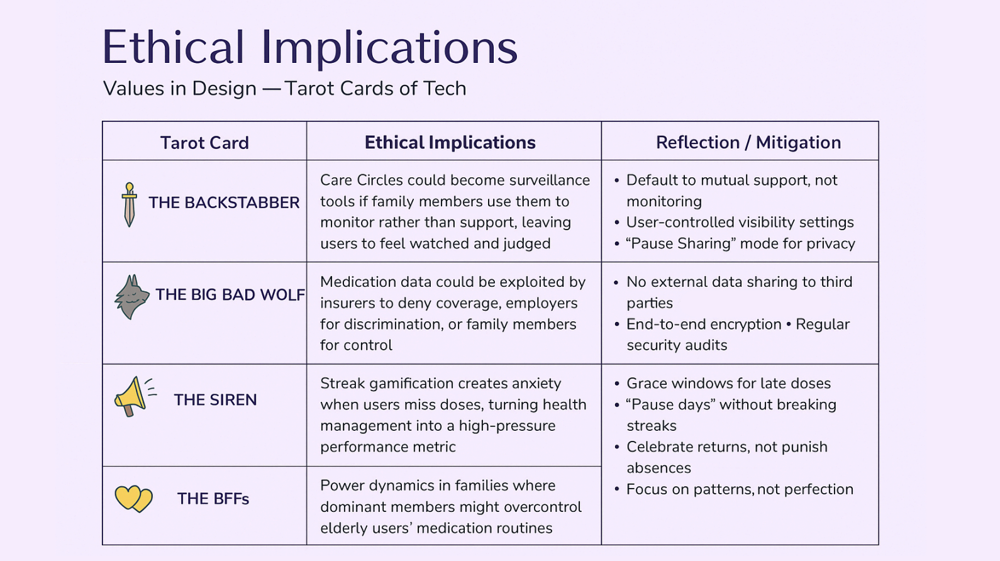 Ethical Implications
Values in Design — Tarot Cards of Tech
Tarot Card
Ethical Implications
Reflection / Mitigation
THE BACKSTABBER
Care Circles could become surveillance
tools if family members use them to
monitor rather than support, leaving
users to feel watched and judged
• Default to mutual support, not
monitoring
• User-controlled visibility settings
• “Pause Sharing” mode for privacy
THE BIG BAD WOLF
Medication data could be exploited by
insurers to deny coverage, employers
for discrimination, or family members
for control
• No external data sharing to third
parties
• End-to-end encryption • Regular
security audits
THE SIREN
Streak gamification creates anxiety
when users miss doses, turning health
management into a high-pressure
performance metric
• Grace windows for late doses
• “Pause days” without breaking
streaks
• Celebrate returns, not punish
absences
• Focus on patterns, not perfection
THE BFFs
Power dynamics in families where
dominant members might overcontrol
elderly users’ medication routines